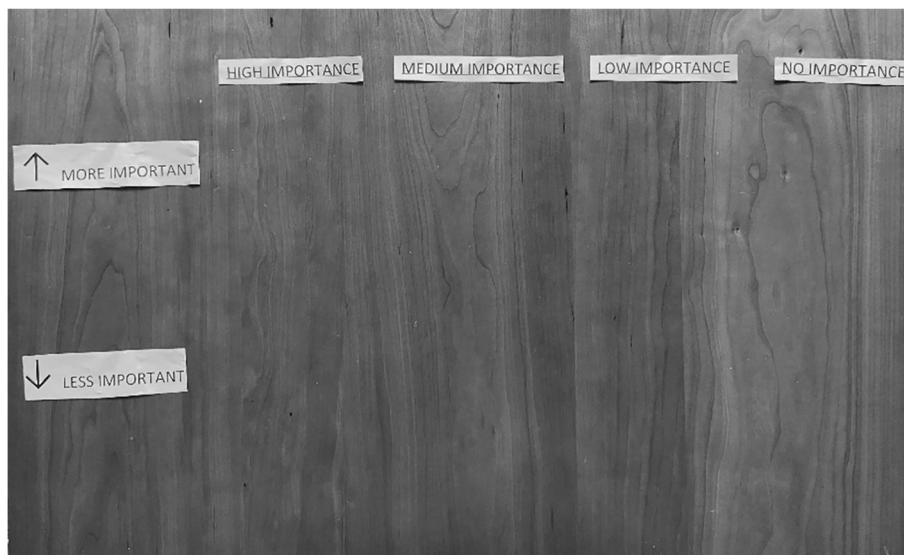 HIGH IMPORTANCE
MEDIUM IMPORTANCE
LOW IMPORTANCE
NO IMPORTANCE
↑ MORE IMPORTANT
↓ LESS IMPORTANT